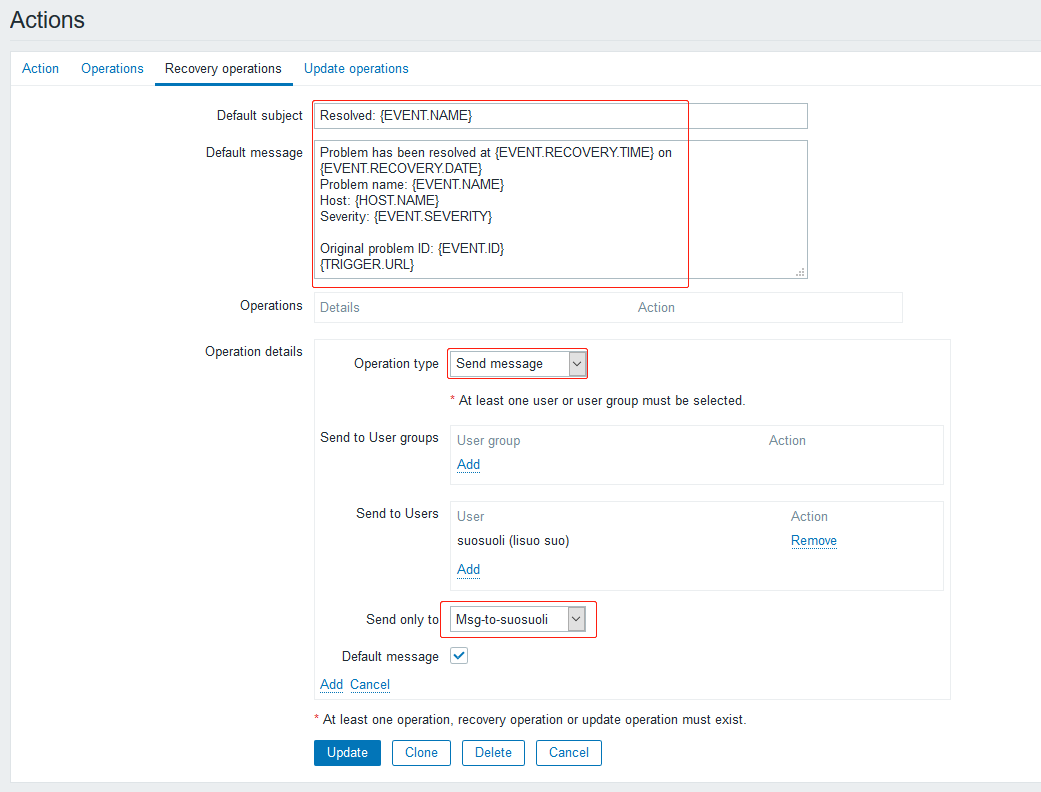 Actions
Action Operations Recovery operations Update operations
Default subject Resolved: {EVENT.NAME}
Default message Problem has been resolved at {EVENT.RECOVERY.TIME} on
{EVENT.RECOVERY.DATE}
Problem name: {EVENT.NAME}
Host: {HOST.NAME}
Severity: {EVENT.SEVERITY}
Original problem ID: {EVENT.ID}
{TRIGGER.URL}
Operations Details Action
Operation details
Operation type Send message
* At least one user or user group must be selected.
Send to User groups User group Action
Add
Send to Users User Action
suosuoli (lisuo suo) Remove
Add
Send only to Msg-to-suosuoli
Default message
Add Cancel
* At least one operation, recovery operation or update operation must exist.
Update Clone Delete Cancel